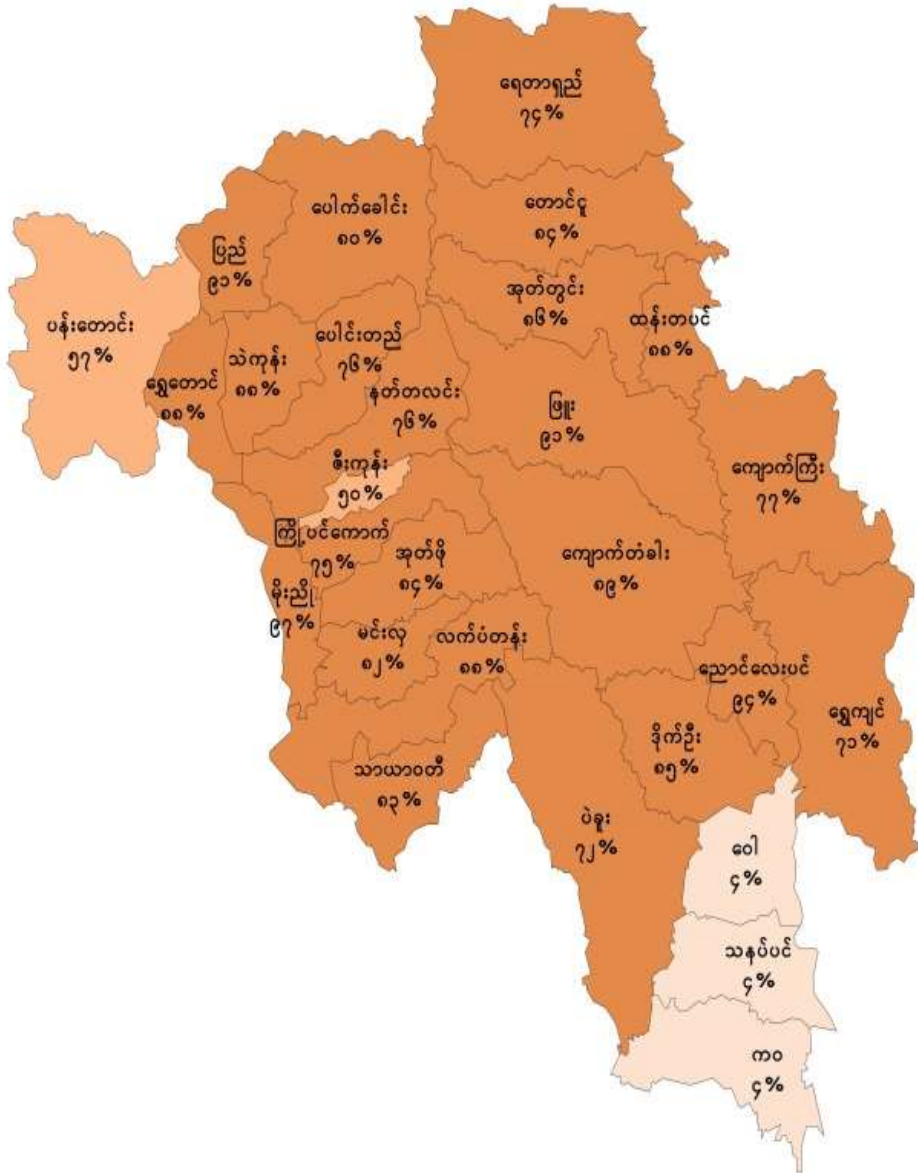 ရေတာရှည်
၇၄%
တောင်ငူ
၈၄%
ပေါက်ခေါင်း
၈၀%
ပြည်
၉၁%
အုတ်တွင်း
၈၆%
ထန်းတပင်
၈၈%
ပန်းတောင်း
၅၇%
ပေါင်းတည်
၇၆%
သဲကုန်း
၈၈%
ရွှေတောင်
၈၈%
နတ်တလင်း
၇၆%
ဖြူး
၉၁%
ကျောက်ကြီး
၇၇%
ဇီးကုန်း
၅၀%
ကြို့ပင်ကောက်
၇၅%
အုတ်ဖို
၈၄%
ကျောက်တံခါး
၈၉%
မိုးညို
၉၇%
မင်းလှ
၈၂%
လက်ပံတန်း
၈၈%
ညောင်လေးပင်
၉၄%
ရွှေကျင်
၇၁%
ဒိုက်ဦး
၈၅%
သာယာဝတီ
၈၃%
ပဲခူး
၇၂%
ဝေါ
၄%
သနပ်ပင်
၄%
ကဝ
၄%